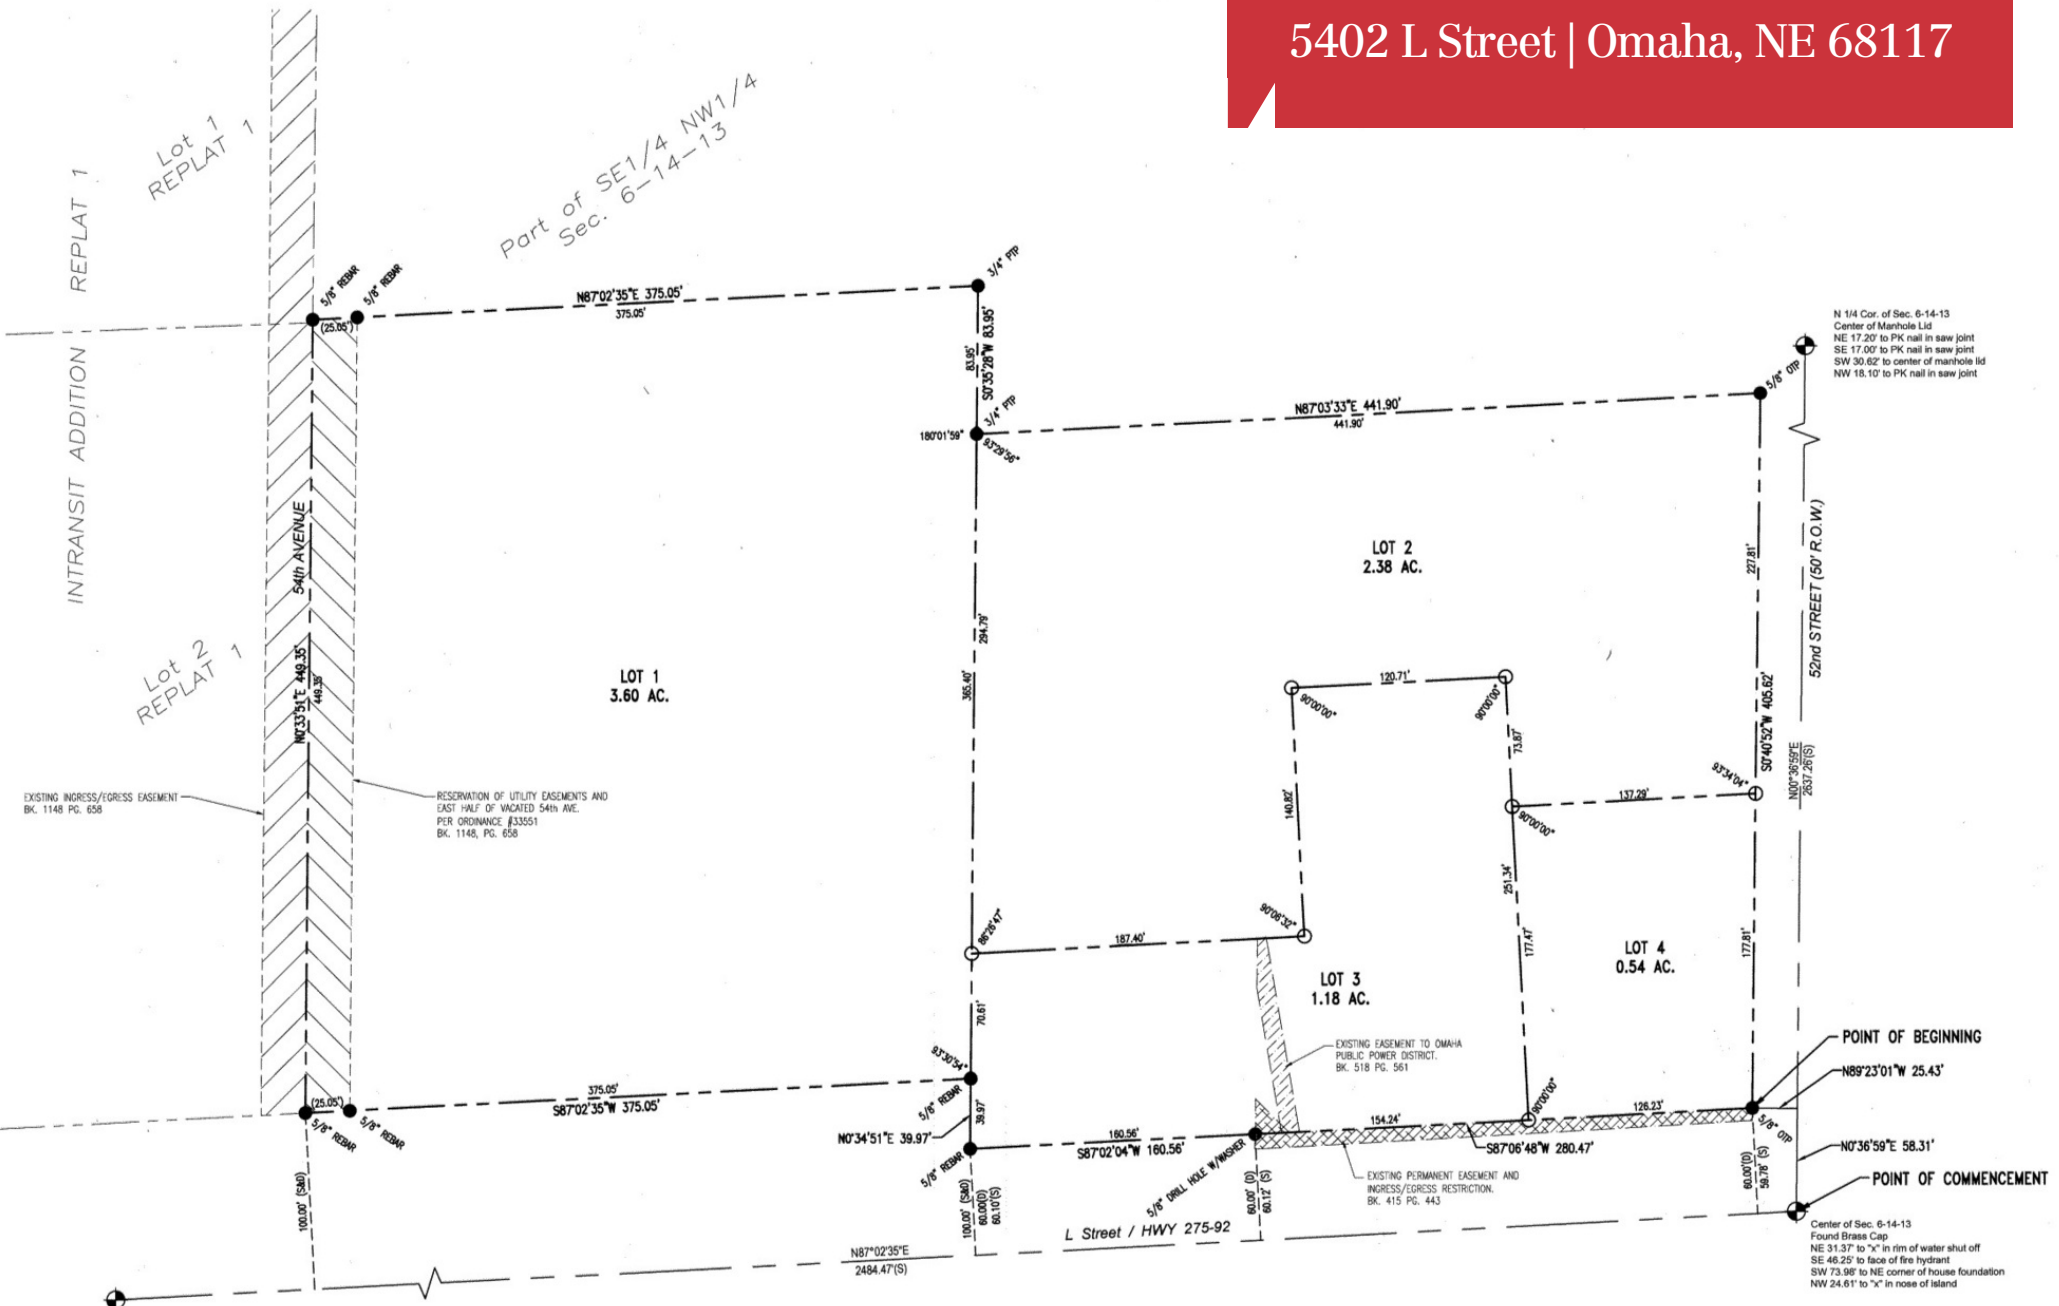 5402 L Street | Omaha, NE 68117
Lot 1
REPLAT 1
INTRANSIT ADDITION REPLAT 1
Part of SE1/4 NW1/4
Sec. 6-14-13
5/8" REBAR
5/8" REBAR
(25.05')
N87°02'35"E 375.05'
375.05'
3/4" PTP
83.95'
S0°35'28"W 83.95'
3/4" PTP
180°01'59"
93°29'56"
N87°03'33"E 441.90'
441.90'
5/8" OTP
N 1/4 Cor. of Sec. 6-14-13
Center of Manhole Lid
NE 17.20' to PK nail in saw joint
SE 17.00' to PK nail in saw joint
SW 30.62' to center of manhole lid
NW 18.10' to PK nail in saw joint
54th AVENUE
N0°33'51"E 449.35'
449.35'
Lot 2
REPLAT 1
LOT 1
3.60 AC.
294.79'
365.40'
LOT 2
2.38 AC.
227.81'
S0°40'52"W 405.62'
52nd STREET (50' R.O.W.)
N00°36'59"E
2637.26'(S)
120.71'
90°00'00"
90°00'00"
73.87'
140.82'
137.29'
93°34'04"
90°00'00"
251.34'
177.47'
177.81'
EXISTING INGRESS/EGRESS EASEMENT
BK. 1148 PG. 658
RESERVATION OF UTILITY EASEMENTS AND
EAST HALF OF VACATED 54th AVE.
PER ORDINANCE #33551
BK. 1148, PG. 658
86°26'47"
187.40'
90°06'32"
LOT 3
1.18 AC.
LOT 4
0.54 AC.
70.61'
93°30'54"
EXISTING EASEMENT TO OMAHA
PUBLIC POWER DISTRICT.
BK. 518 PG. 561
POINT OF BEGINNING
N89°23'01"W 25.43'
(25.05')
5/8" REBAR
5/8" REBAR
375.05'
S87°02'35"W 375.05'
5/8" REBAR
39.97'
N0°34'51"E 39.97'
5/8" REBAR
160.56'
S87°02'04"W 160.56'
5/8" DRILL HOLE W/WASHER
154.24'
S87°06'48"W 280.47'
90°00'00"
126.23'
5/8" OTP
N0°36'59"E 58.31'
POINT OF COMMENCEMENT
EXISTING PERMANENT EASEMENT AND
INGRESS/EGRESS RESTRICTION.
BK. 415 PG. 443
100.00' (S&D)
100.00' (S&D)
60.00'(D)
60.10'(S)
60.00' (D)
60.12' (S)
60.00'(D)
59.78' (S)
L Street / HWY 275-92
N87°02'35"E
2484.47'(S)
Center of Sec. 6-14-13
Found Brass Cap
NE 31.37' to "x" in rim of water shut off
SE 46.25' to face of fire hydrant
SW 73.98' to NE corner of house foundation
NW 24.61' to "x" in nose of island